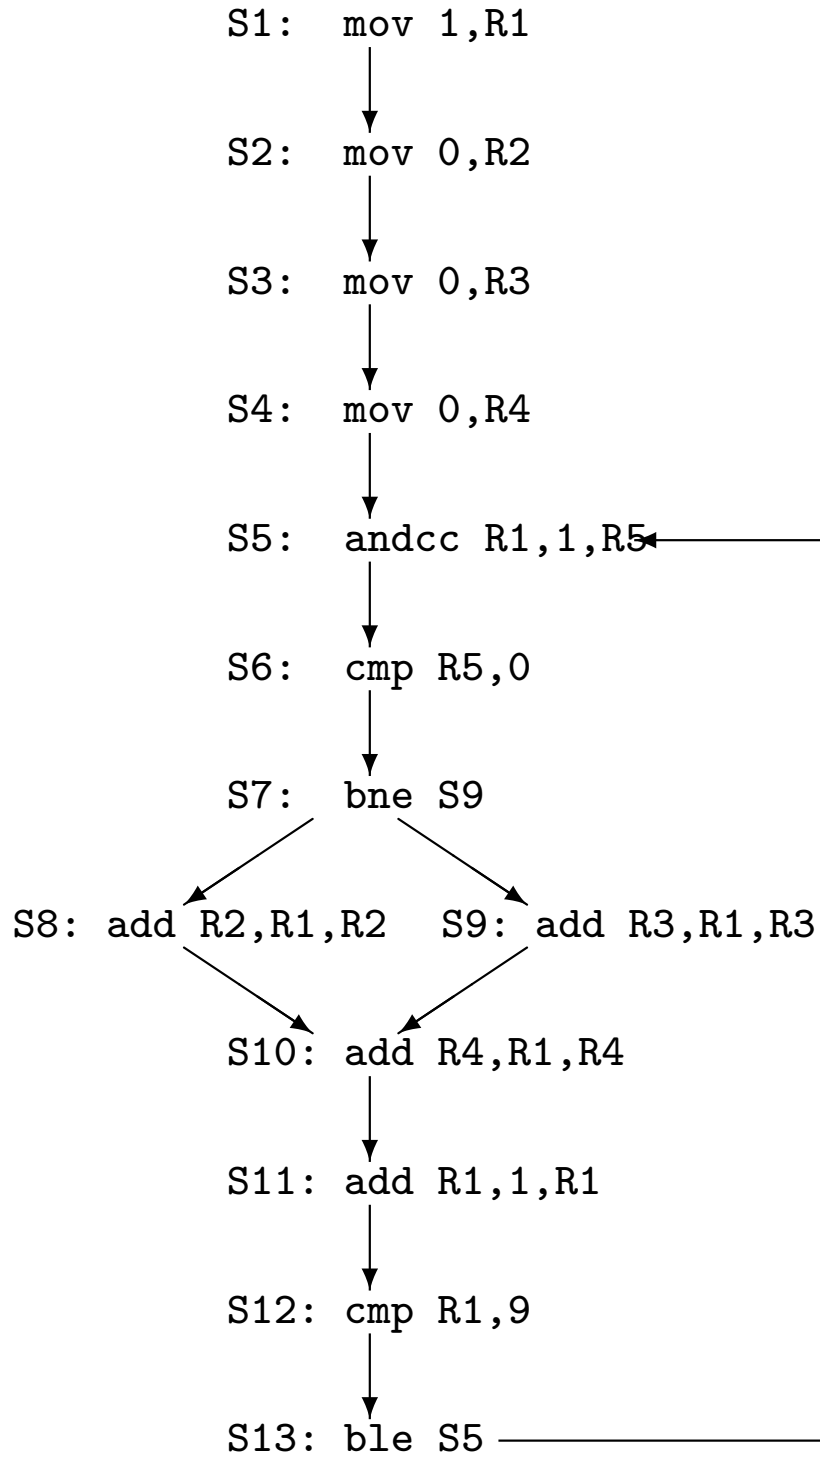 S1: mov 1,R1
S2: mov 0,R2
S3: mov 0,R3
S4: mov 0,R4
S5: andcc R1,1,R5
S6: cmp R5,0
S7: bne S9
S8: add R2,R1,R2
S9: add R3,R1,R3
S10: add R4,R1,R4
S11: add R1,1,R1
S12: cmp R1,9
S13: ble S5